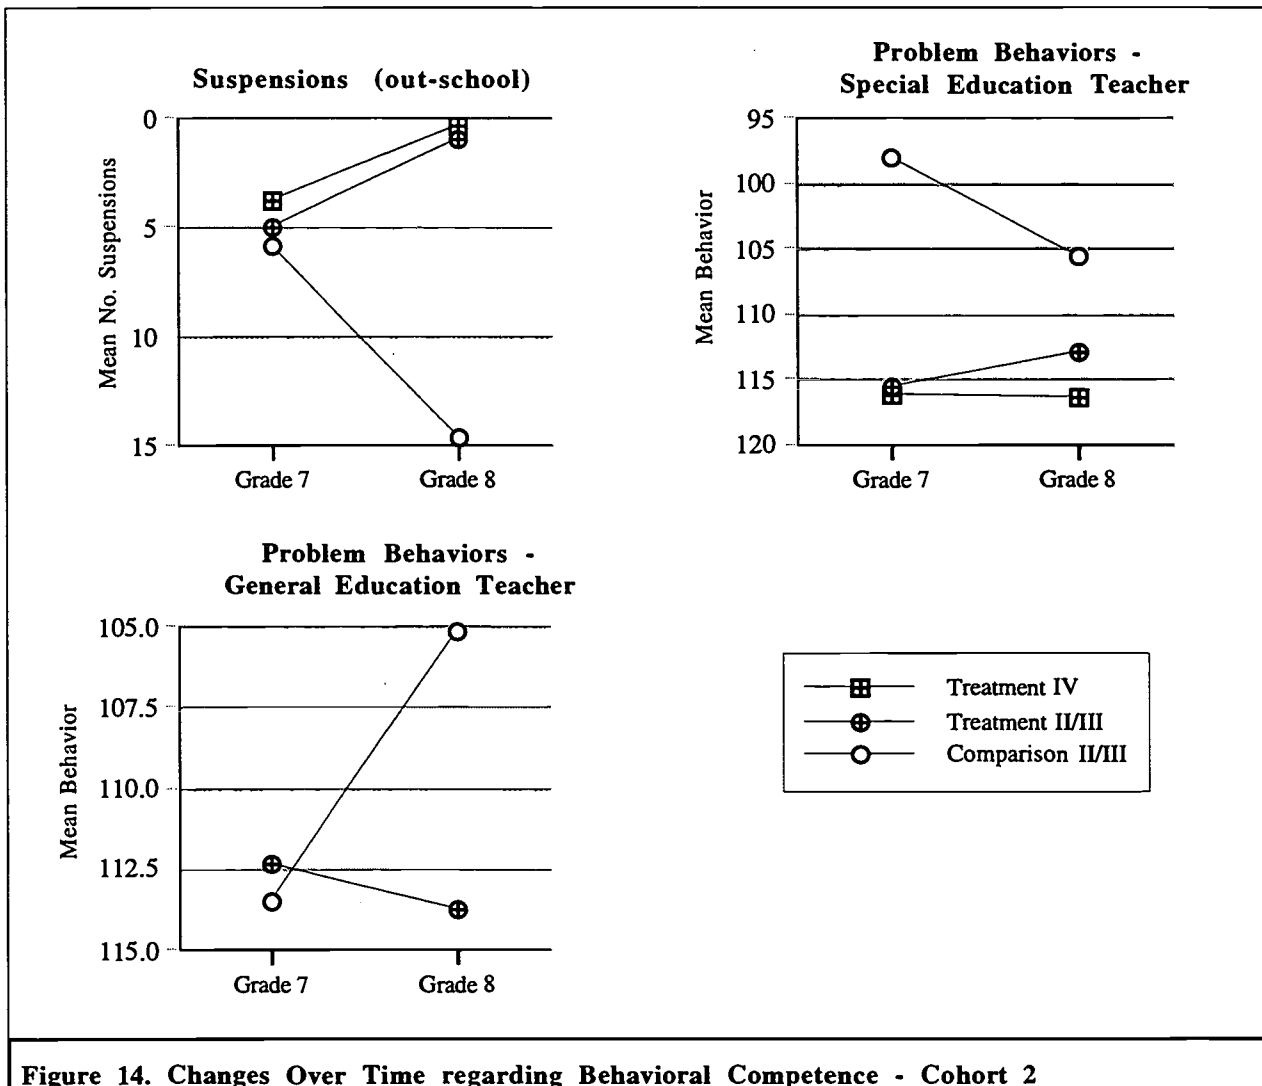 Suspensions (out-school)
0
5
10
15
Mean No. Suspensions
Grade 7
Grade 8
Problem Behaviors -
Special Education Teacher
95
100
105
110
115
120
Mean Behavior
Grade 7
Grade 8
Problem Behaviors -
General Education Teacher
105.0
107.5
110.0
112.5
115.0
Mean Behavior
Grade 7
Grade 8
Treatment IV
Treatment II/III
Comparison II/III
Figure 14. Changes Over Time regarding Behavioral Competence - Cohort 2